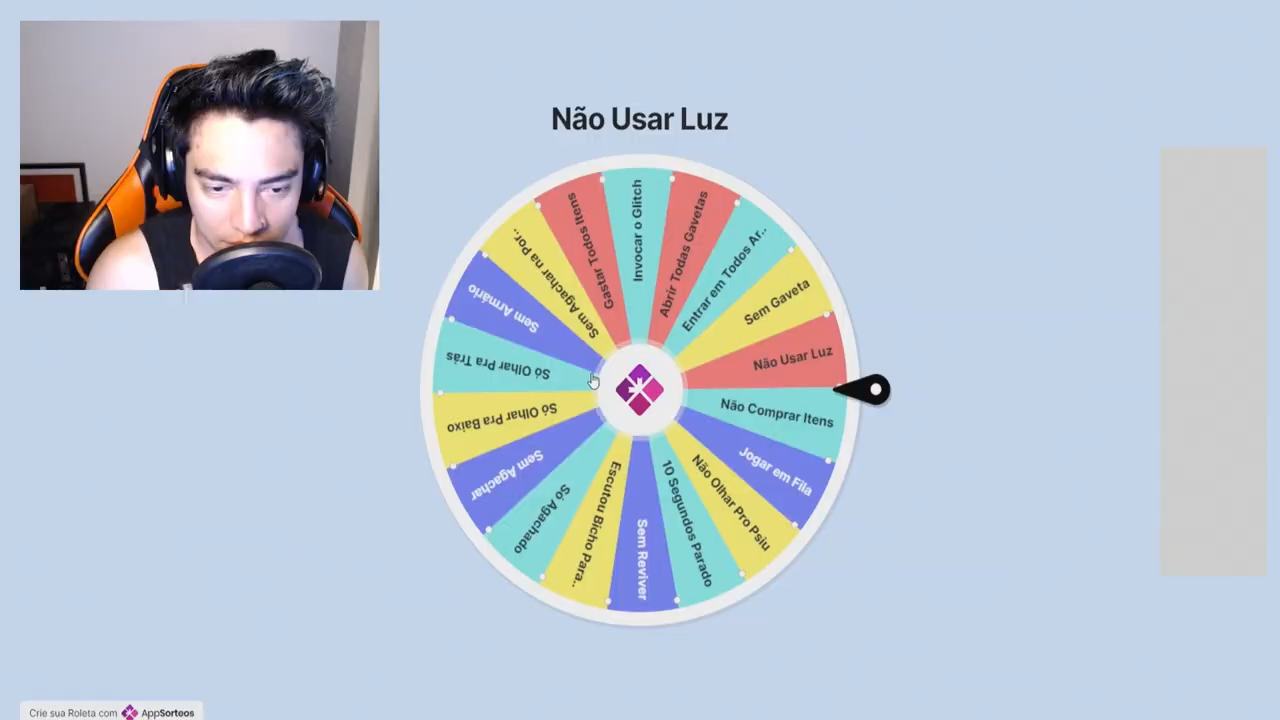 Não Usar Luz
Invocar o Glitch
Abrir Todas Gavetas
Entrar em Todos Ar..
Sem Gaveta
Não Usar Luz
Não Comprar Itens
Jogar em Fila
Não Olhar Pro Psiu
10 Segundos Parado
Sem Reviver
Escutou Bicho Para..
Só Agachado
Sem Agachar
Só Olhar Pra Baixo
Só Olhar Pra Trás
Sem Armário
Sem Agachar na Por..
Gastar Todos Itens
Crie sua Roleta com AppSorteos